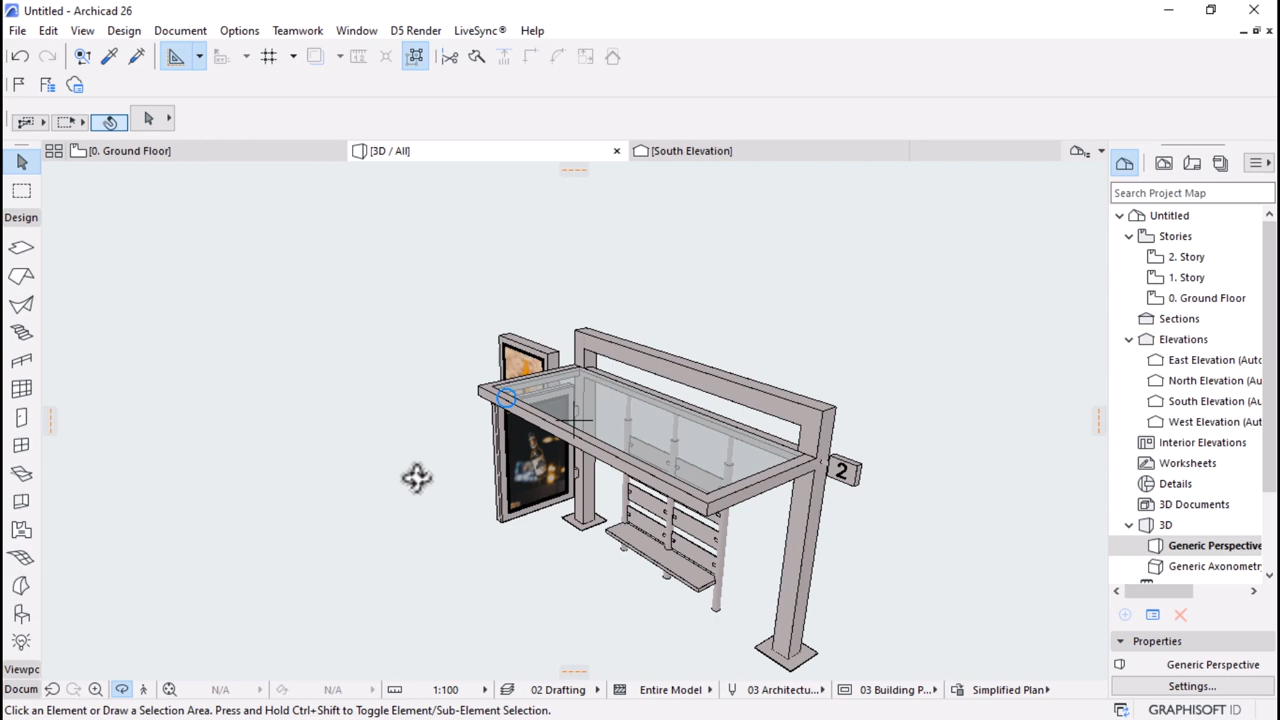 Untitled - Archicad 26
File Edit View Design Document Options Teamwork Window D5 Render LiveSync® Help
[0. Ground Floor]
[3D / All]
[South Elevation]
Design
2
Viewpc
Docum
Search Project Map
Untitled
Stories
2. Story
1. Story
0. Ground Floor
Sections
Elevations
East Elevation (Auto
North Elevation (Aut
South Elevation (Au
West Elevation (Aut
Interior Elevations
Worksheets
Details
3D Documents
3D
Generic Perspective
Generic Axonometr
Properties
Generic Perspective
Settings...
N/A N/A 1:100 02 Drafting Entire Model 03 Architectu... 03 Building P... Simplified Plan
Click an Element or Draw a Selection Area. Press and Hold Ctrl+Shift to Toggle Element/Sub-Element Selection.
GRAPHISOFT ID